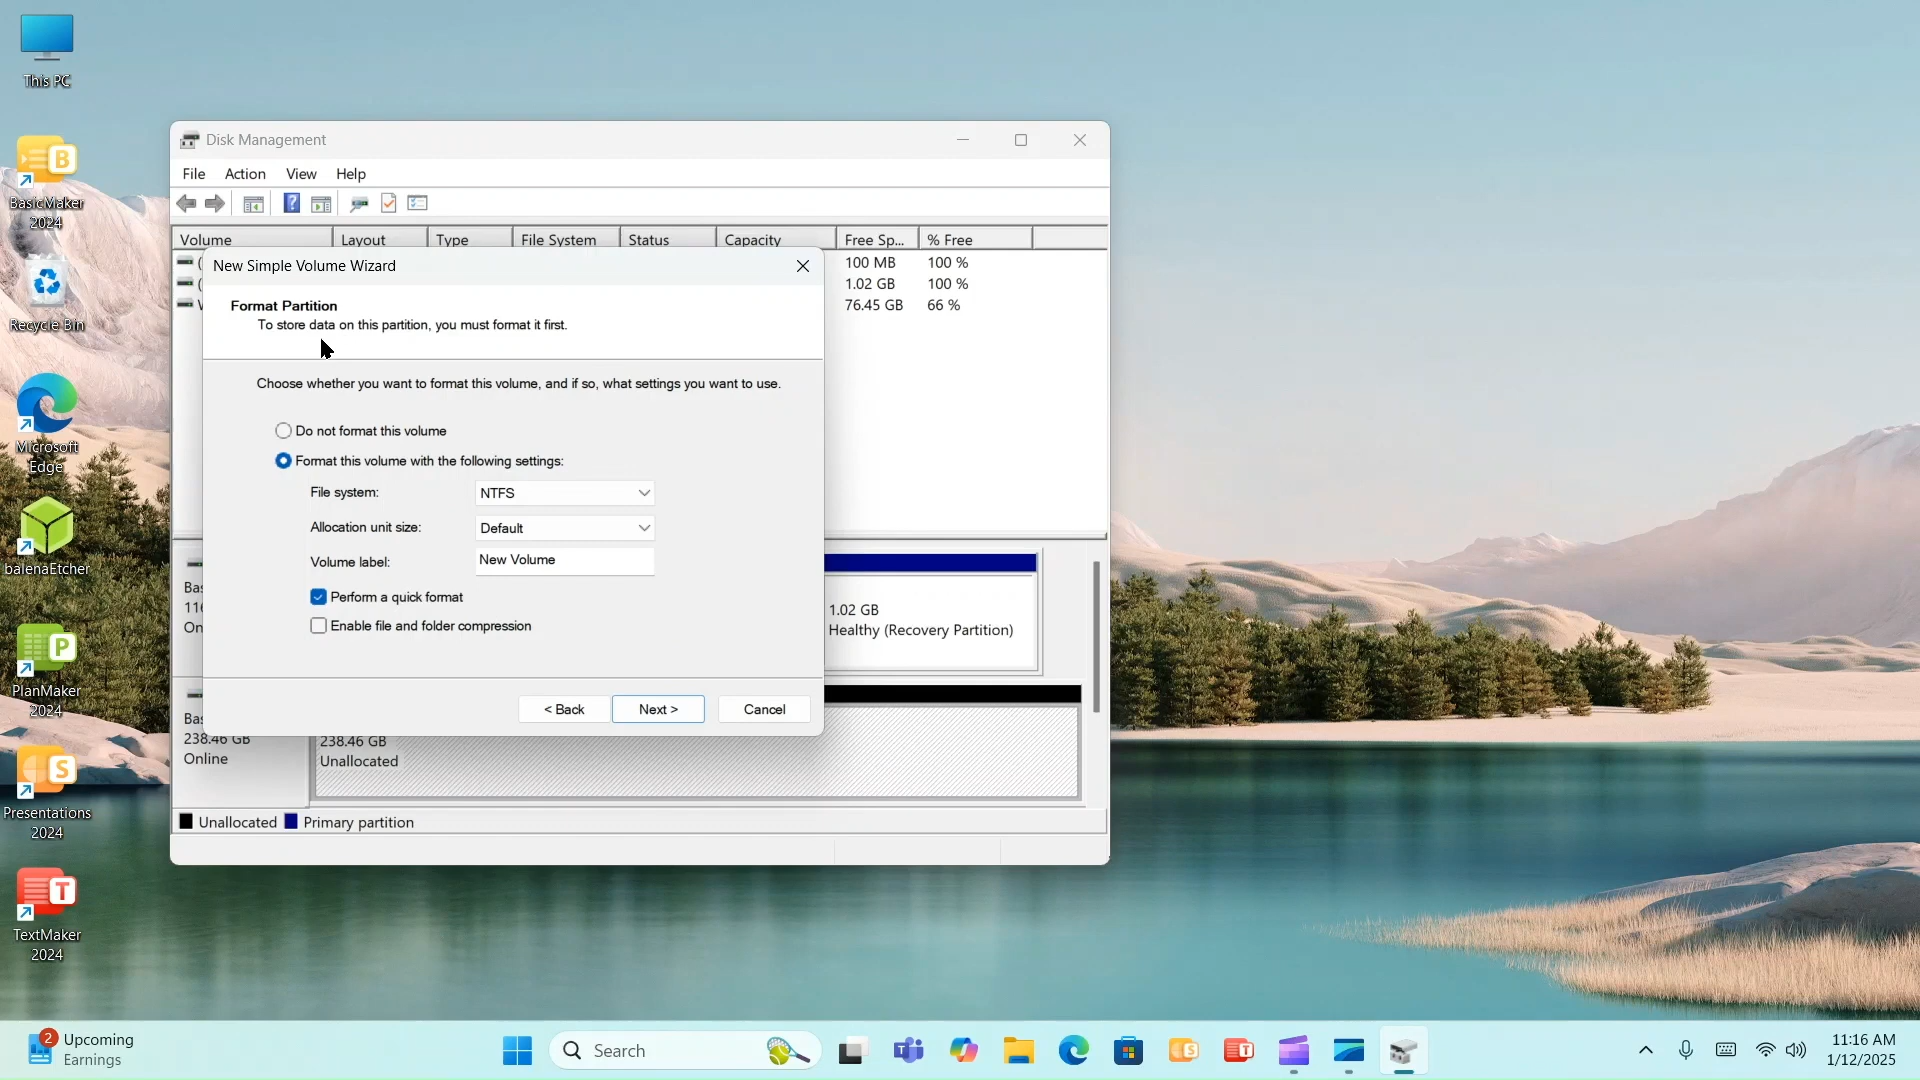 This PC
BasicMaker
2024
Recycle Bin
Microsoft
Edge
balenaEtcher
PlanMaker
2024
Presentations
2024
TextMaker
2024
Disk Management
File Action View Help
Volume Layout Type File System Status Capacity Free Sp... % Free
100 MB 100 %
1.02 GB 100 %
76.45 GB 66 %
New Simple Volume Wizard
Format Partition
To store data on this partition, you must format it first.
Choose whether you want to format this volume, and if so, what settings you want to use.
Do not format this volume
Format this volume with the following settings:
File system: NTFS
Allocation unit size: Default
Volume label: New Volume
Perform a quick format
Enable file and folder compression
< Back Next > Cancel
1.02 GB
Healthy (Recovery Partition)
238.46 GB
Online
238.46 GB
Unallocated
Unallocated Primary partition
2
Upcoming
Earnings
Search
11:16 AM
1/12/2025